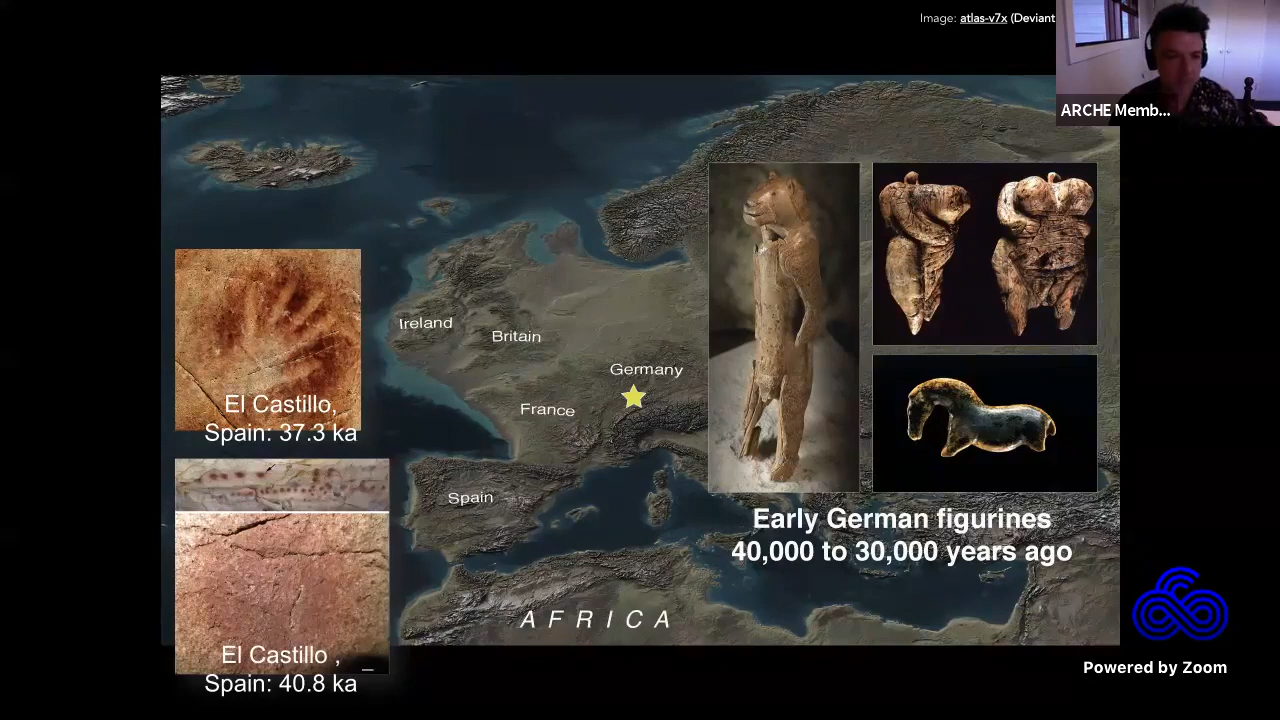 Image: atlas-v7x (Deviant
ARCHE Memb...
Ireland
Britain
Germany
France
Spain
AFRICA
El Castillo,
Spain: 37.3 ka
El Castillo , _
Spain: 40.8 ka
Early German figurines
40,000 to 30,000 years ago
Powered by Zoom